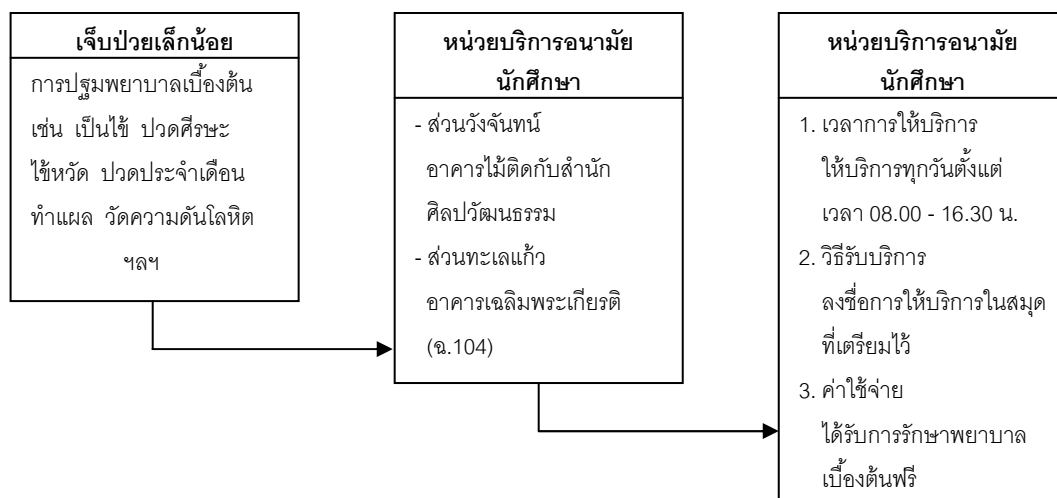 เจ็บป่วยเล็กน้อย
การปฐมพยาบาลเบื้องต้น
เช่น เป็นไข้ ปวดศีรษะ
ไข้หวัด ปวดประจำเดือน
ทำแผล วัดความดันโลหิต
ฯลฯ
หน่วยบริการอนามัย
นักศึกษา
- ส่วนวังจันทน์
อาคารไม้ติดกับสำนัก
ศิลปวัฒนธรรม
- ส่วนทะเลแก้ว
อาคารเฉลิมพระเกียรติ
(ฉ.104)
หน่วยบริการอนามัย
นักศึกษา
1. เวลาการให้บริการ
ให้บริการทุกวันตั้งแต่
เวลา 08.00 - 16.30 น.
2. วิธีรับบริการ
ลงชื่อการให้บริการในสมุด
ที่เตรียมไว้
3. ค่าใช้จ่าย
ได้รับการรักษาพยาบาล
เบื้องต้นฟรี